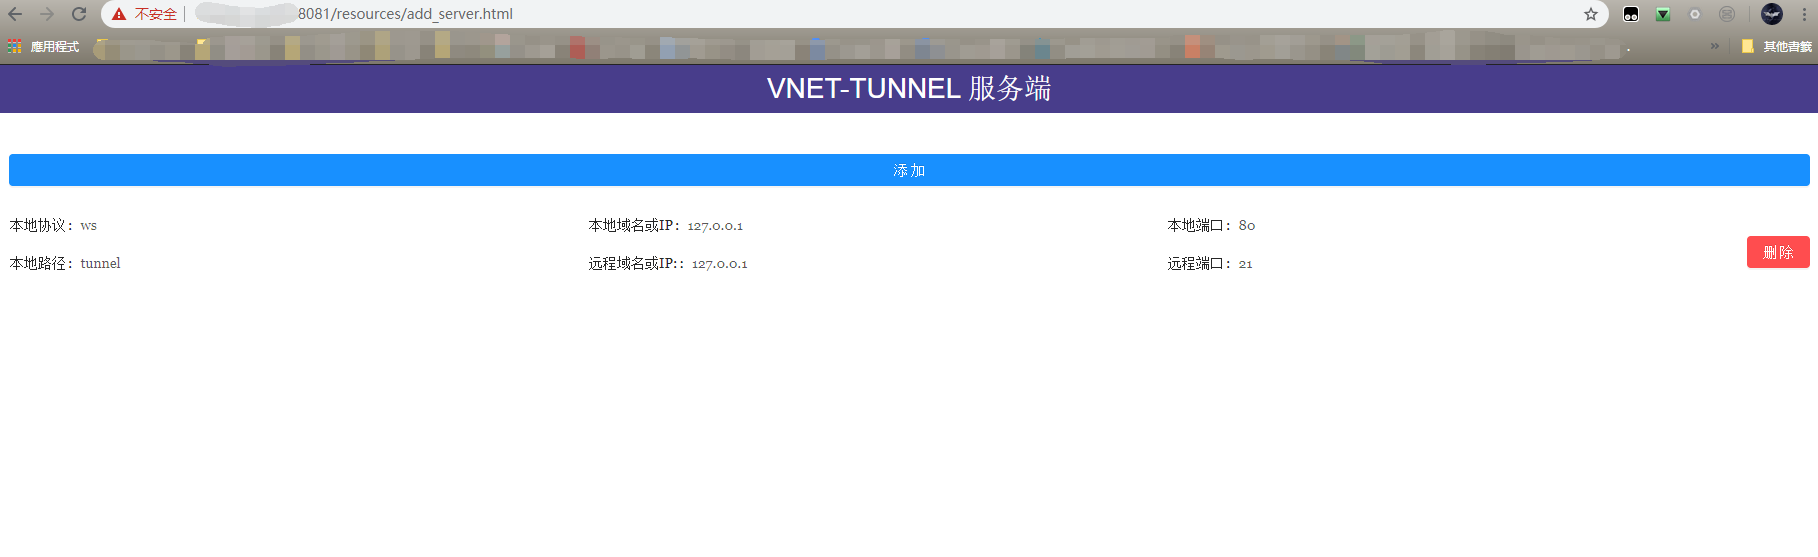 不安全 8081/resources/add_server.html
應用程式 » 其他書籤
VNET-TUNNEL 服务端
添 加
本地协议：ws 本地域名或IP：127.0.0.1 本地端口：80
本地路径：tunnel 远程域名或IP:：127.0.0.1 远程端口：21
删 除